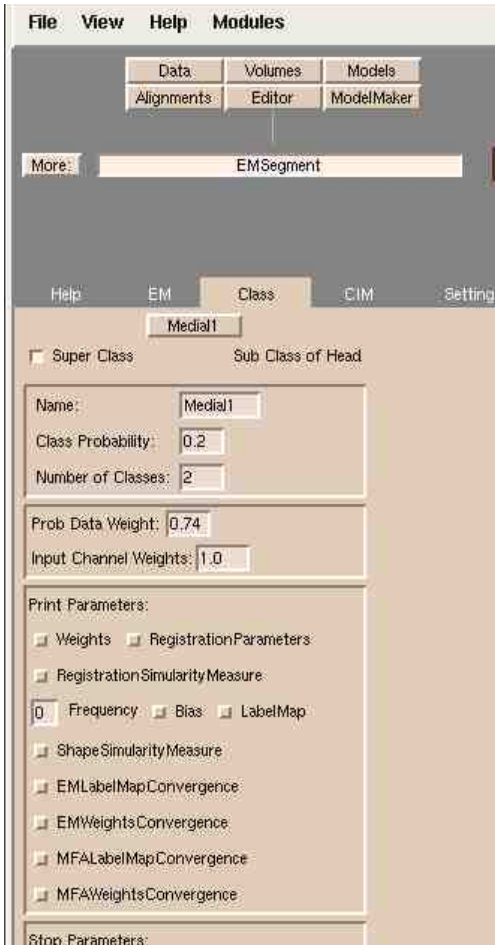 File View Help Modules
Data Volumes Models
Alignments Editor ModelMaker
More: EMSegment
Help EM Class CIM Setting
Medial1
Super Class Sub Class of Head
Name: Medial1
Class Probability: 0.2
Number of Classes: 2
Prob Data Weight: 0.74
Input Channel Weights: 1.0
Print Parameters:
Weights RegistrationParameters
RegistrationSimularityMeasure
0 Frequency Bias LabelMap
ShapeSimularityMeasure
EMLabelMapConvergence
EMWeightsConvergence
MFALabelMapConvergence
MFAWeightsConvergence
Stop Parameters: